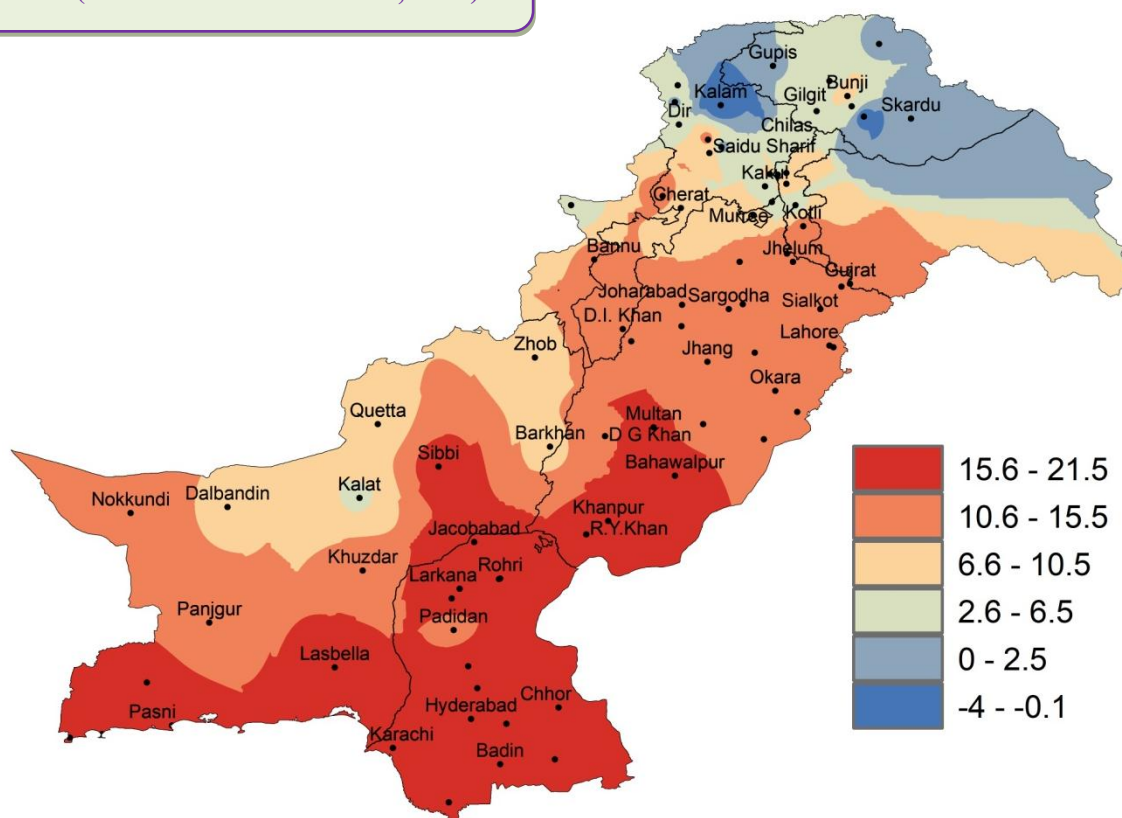 Gupis
Bunji
Kalam
Gilgit
Skardu
Dir
Chilas
Saidu Sharif
Kakul
Cherat
Murree
Kotli
Bannu
Jhelum
Gujrat
Joharabad
Sargodha
Sialkot
D.I. Khan
Lahore
Zhob
Jhang
Okara
Quetta
Multan
Barkhan
D G Khan
Sibbi
Bahawalpur
Kalat
Nokkundi
Dalbandin
Khanpur
Jacobabad
R.Y.Khan
Khuzdar
Rohri
Larkana
Panjgur
Padidan
Lasbella
Chhor
Pasni
Hyderabad
Karachi
Badin
15.6 - 21.5
10.6 - 15.5
6.6 - 10.5
2.6 - 6.5
0 - 2.5
-4 - -0.1